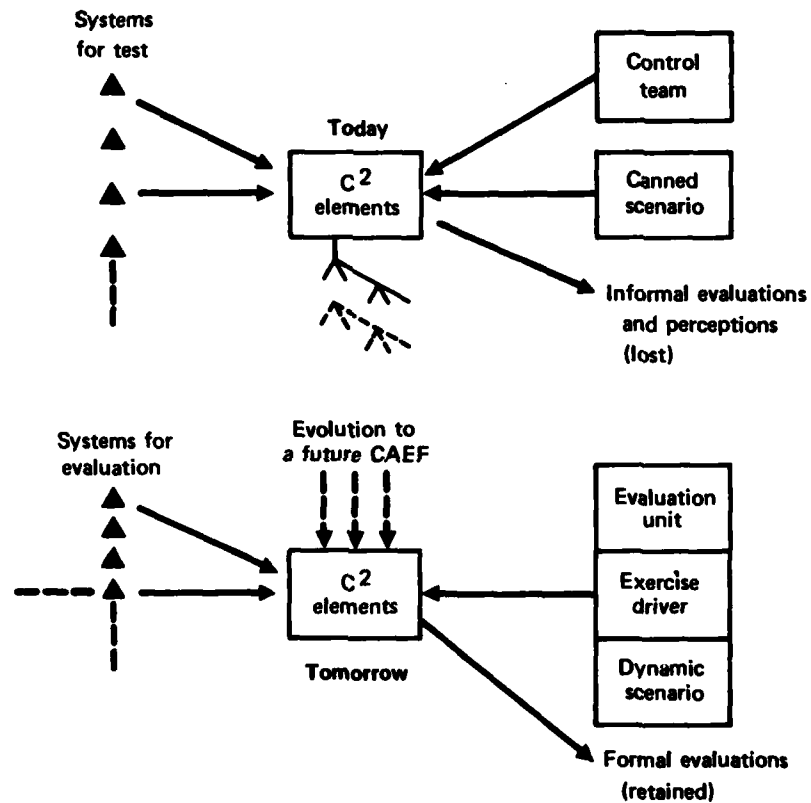 Systems
for test
Today
C2
elements
Control
team
Canned
scenario
Informal evaluations
and perceptions
(lost)
Systems for
evaluation
Evolution to
a future CAEF
C2
elements
Tomorrow
Evaluation
unit
Exercise
driver
Dynamic
scenario
Formal evaluations
(retained)